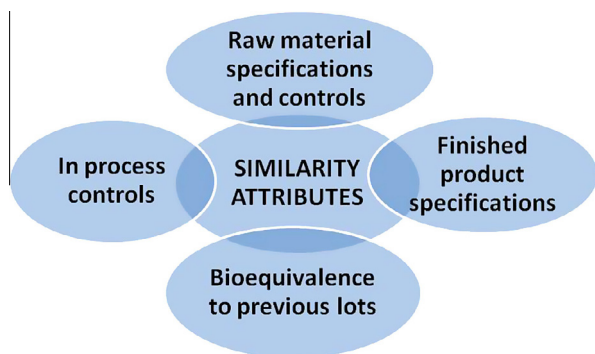 Raw material
specifications
and controls
In process
controls
SIMILARITY
ATTRIBUTES
Finished
product
specifications
Bioequivalence
to previous lots